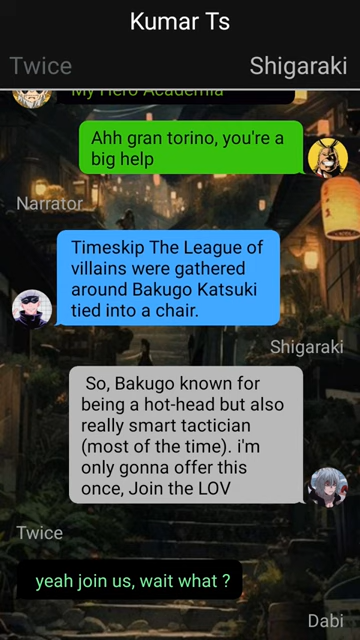 Kumar Ts
Twice
Shigaraki
My Hero Academia
Ahh gran torino, you're a
big help
Narrator
Timeskip The League of
villains were gathered
around Bakugo Katsuki
tied into a chair.
Shigaraki
So, Bakugo known for
being a hot-head but also
really smart tactician
(most of the time). i'm
only gonna offer this
once, Join the LOV
Twice
yeah join us, wait what ?
Dabi